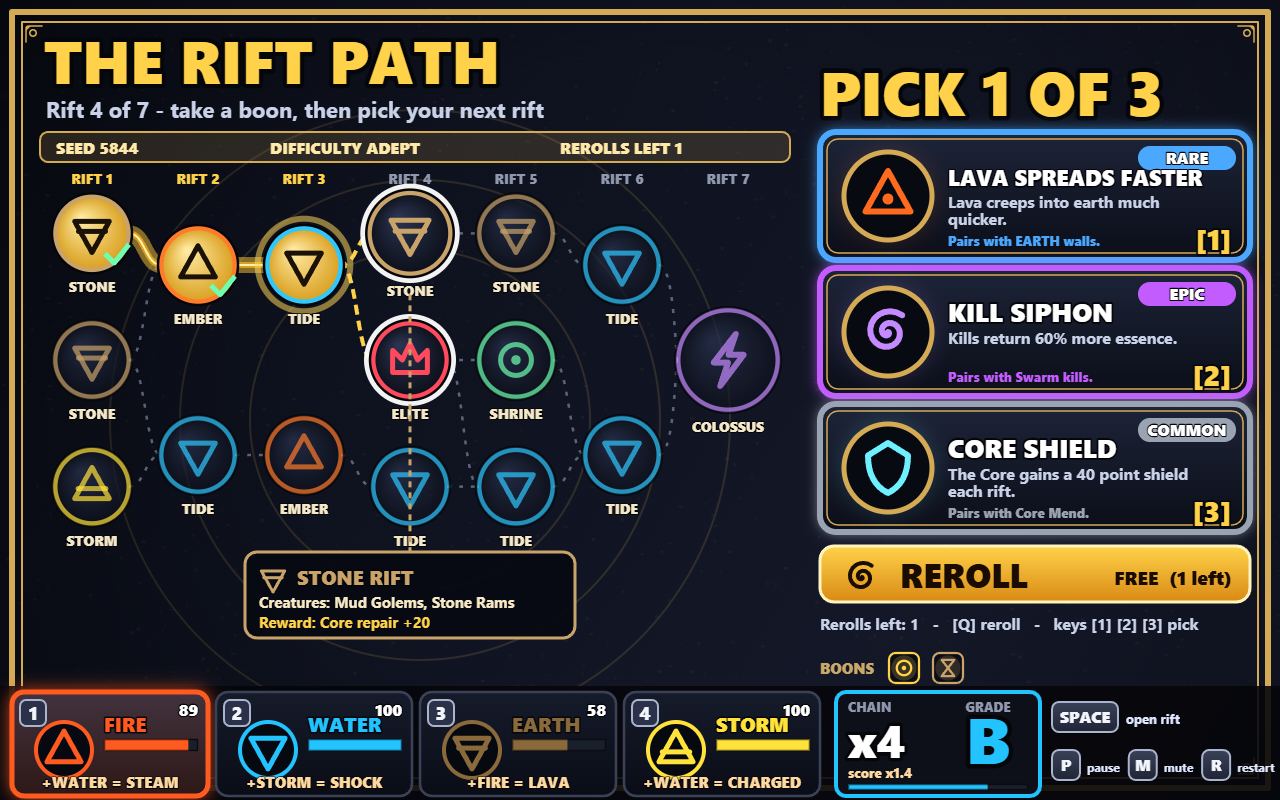 THE RIFT PATH
Rift 4 of 7 - take a boon, then pick your next rift
SEED 5844 DIFFICULTY ADEPT REROLLS LEFT 1
RIFT 1 RIFT 2 RIFT 3 RIFT 4 RIFT 5 RIFT 6 RIFT 7
STONE STONE STONE
EMBER TIDE TIDE
STONE ELITE SHRINE COLOSSUS
TIDE EMBER TIDE
STORM TIDE TIDE
STONE RIFT
Creatures: Mud Golems, Stone Rams
Reward: Core repair +20
PICK 1 OF 3
RARE
LAVA SPREADS FASTER
Lava creeps into earth much
quicker.
Pairs with EARTH walls. [1]
EPIC
KILL SIPHON
Kills return 60% more essence.
Pairs with Swarm kills. [2]
COMMON
CORE SHIELD
The Core gains a 40 point shield
each rift.
Pairs with Core Mend. [3]
REROLL FREE (1 left)
Rerolls left: 1 - [Q] reroll - keys [1] [2] [3] pick
BOONS
1 FIRE 89
+WATER = STEAM
2 WATER 100
+STORM = SHOCK
3 EARTH 58
+FIRE = LAVA
4 STORM 100
+WATER = CHARGED
CHAIN GRADE
x4 B
score x1.4
SPACE open rift
P pause M mute R restart